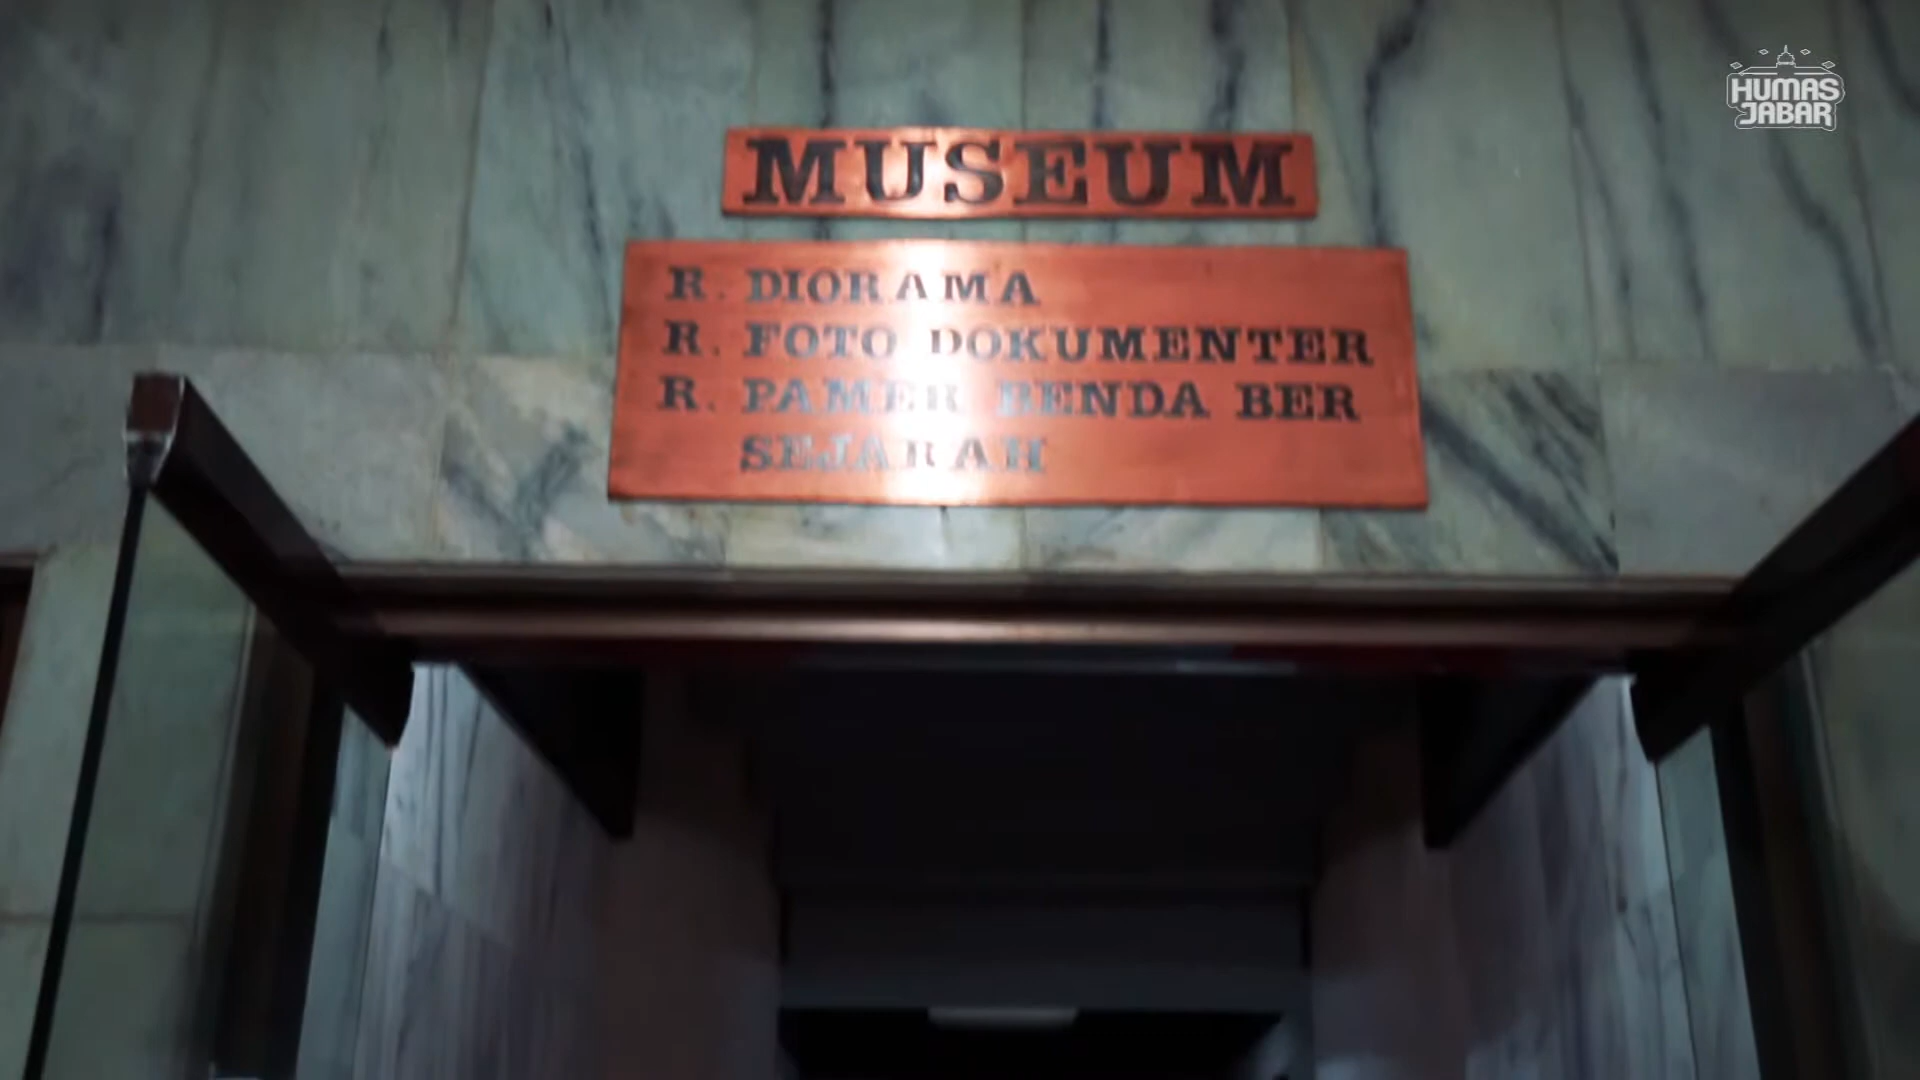 HUMAS
JABAR
MUSEUM
R. DIORAMA
R. FOTO DOKUMENTER
R. PAMER BENDA BER
SEJARAH